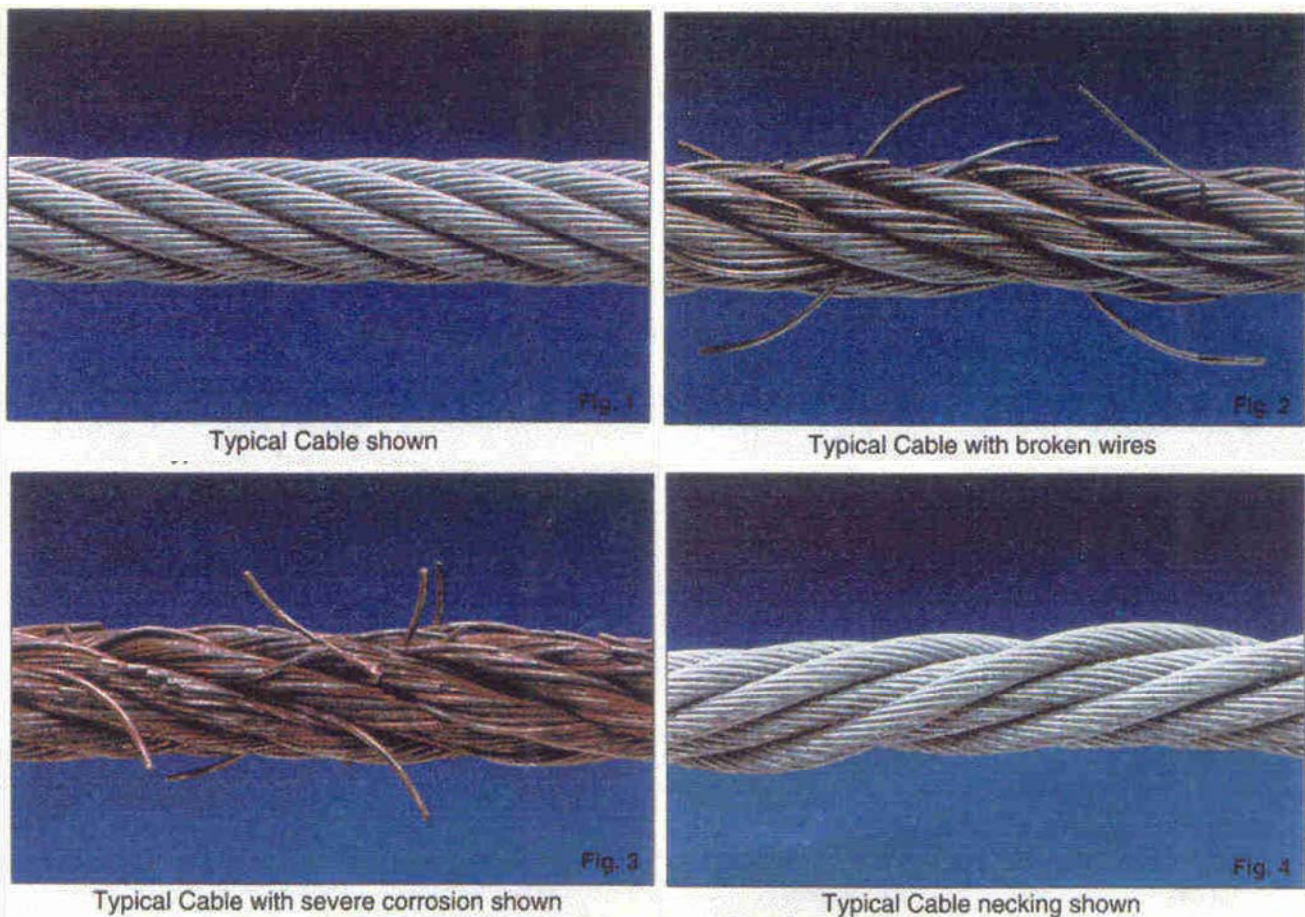 Fig. 1
Fig. 2
Typical Cable shown
Typical Cable with broken wires
Fig. 3
Fig. 4
Typical Cable with severe corrosion shown
Typical Cable necking shown